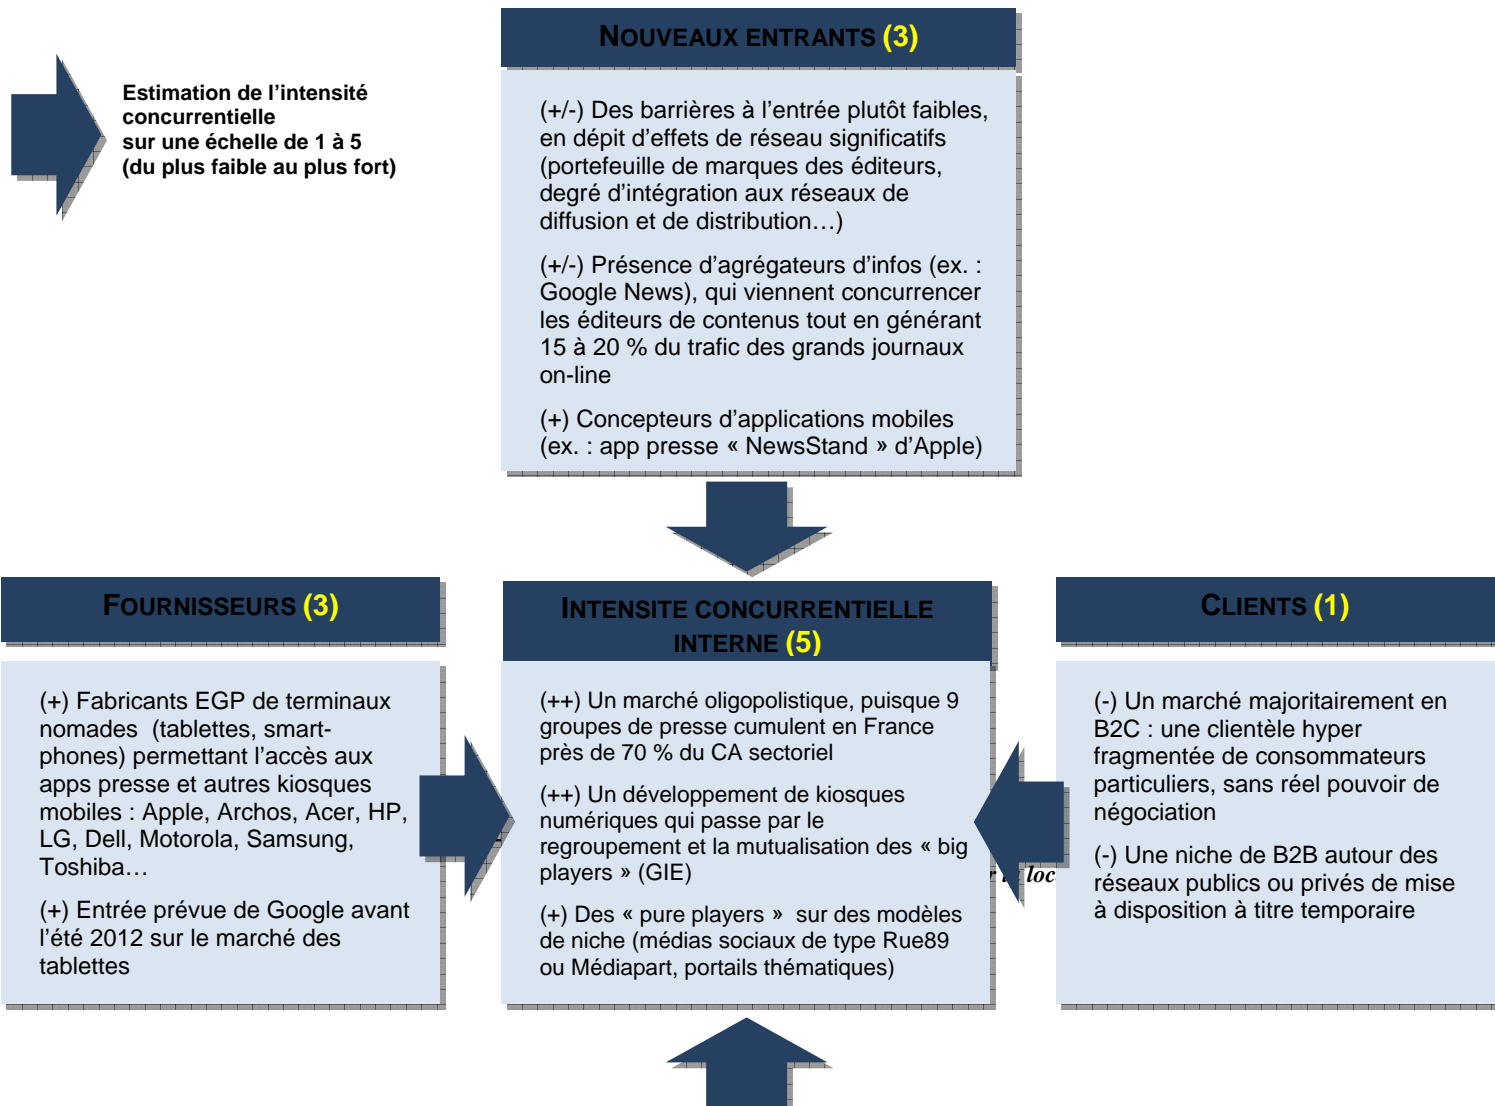 NOUVEAUX ENTRANTS (3)
Estimation de l'intensité
concurrentielle
sur une échelle de 1 à 5
(du plus faible au plus fort)
(+/-) Des barrières à l'entrée plutôt faibles,
en dépit d'effets de réseau significatifs
(portefeuille de marques des éditeurs,
degré d'intégration aux réseaux de
diffusion et de distribution…)
(+/-) Présence d'agrégateurs d'infos (ex. :
Google News), qui viennent concurrencer
les éditeurs de contenus tout en générant
15 à 20 % du trafic des grands journaux
on-line
(+) Concepteurs d'applications mobiles
(ex. : app presse « NewsStand » d'Apple)
FOURNISSEURS (3)
(+) Fabricants EGP de terminaux
nomades (tablettes, smart-
phones) permettant l'accès aux
apps presse et autres kiosques
mobiles : Apple, Archos, Acer, HP,
LG, Dell, Motorola, Samsung,
Toshiba…
(+) Entrée prévue de Google avant
l'été 2012 sur le marché des
tablettes
INTENSITE CONCURRENTIELLE
INTERNE (5)
(++) Un marché oligopolistique, puisque 9
groupes de presse cumulent en France
près de 70 % du CA sectoriel
(++) Un développement de kiosques
numériques qui passe par le
regroupement et la mutualisation des « big
players » (GIE)
(+) Des « pure players » sur des modèles
de niche (médias sociaux de type Rue89
ou Médiapart, portails thématiques)
CLIENTS (1)
(-) Un marché majoritairement en
B2C : une clientèle hyper
fragmentée de consommateurs
particuliers, sans réel pouvoir de
négociation
(-) Une niche de B2B autour des
réseaux publics ou privés de mise
à disposition à titre temporaire